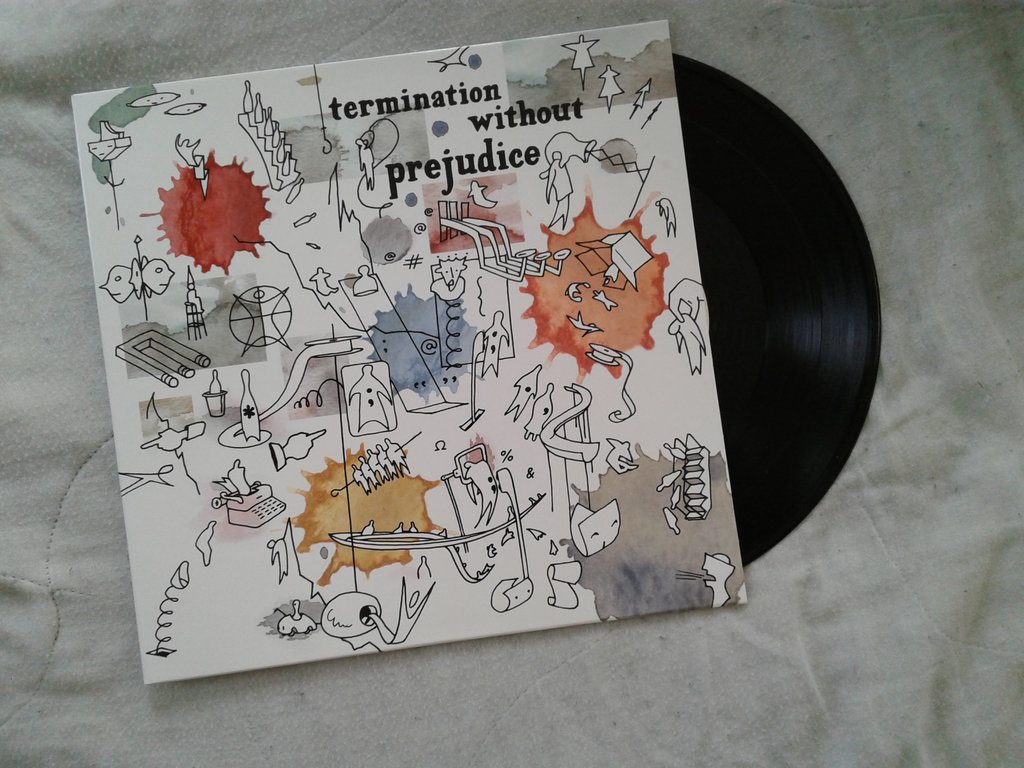 termination
without
prejudice
@
@
#
@
" "
*
Ω
%
&